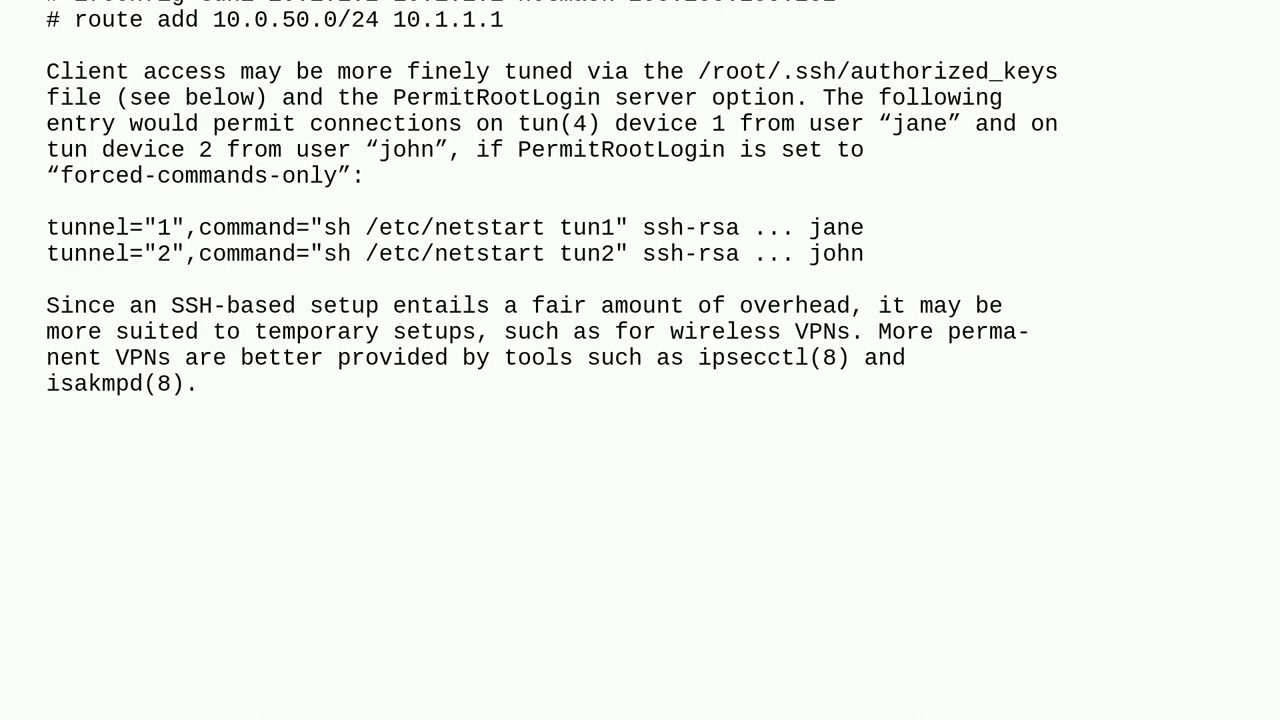 # route add 10.0.50.0/24 10.1.1.1
Client access may be more finely tuned via the /root/.ssh/authorized_keys
file (see below) and the PermitRootLogin server option. The following
entry would permit connections on tun(4) device 1 from user “jane” and on
tun device 2 from user “john”, if PermitRootLogin is set to
“forced-commands-only”:
tunnel="1",command="sh /etc/netstart tun1" ssh-rsa ... jane
tunnel="2",command="sh /etc/netstart tun2" ssh-rsa ... john
Since an SSH-based setup entails a fair amount of overhead, it may be
more suited to temporary setups, such as for wireless VPNs. More perma-
nent VPNs are better provided by tools such as ipsecctl(8) and
isakmpd(8).